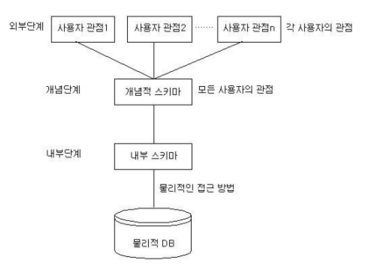 외부단계 사용자 관점1 사용자 관점2 ······ 사용자 관점n 각 사용자의 관점
개념단계 개념적 스키마 모든 사용자의 관점
내부단계 내부 스키마
물리적인 접근 방법
물리적 DB